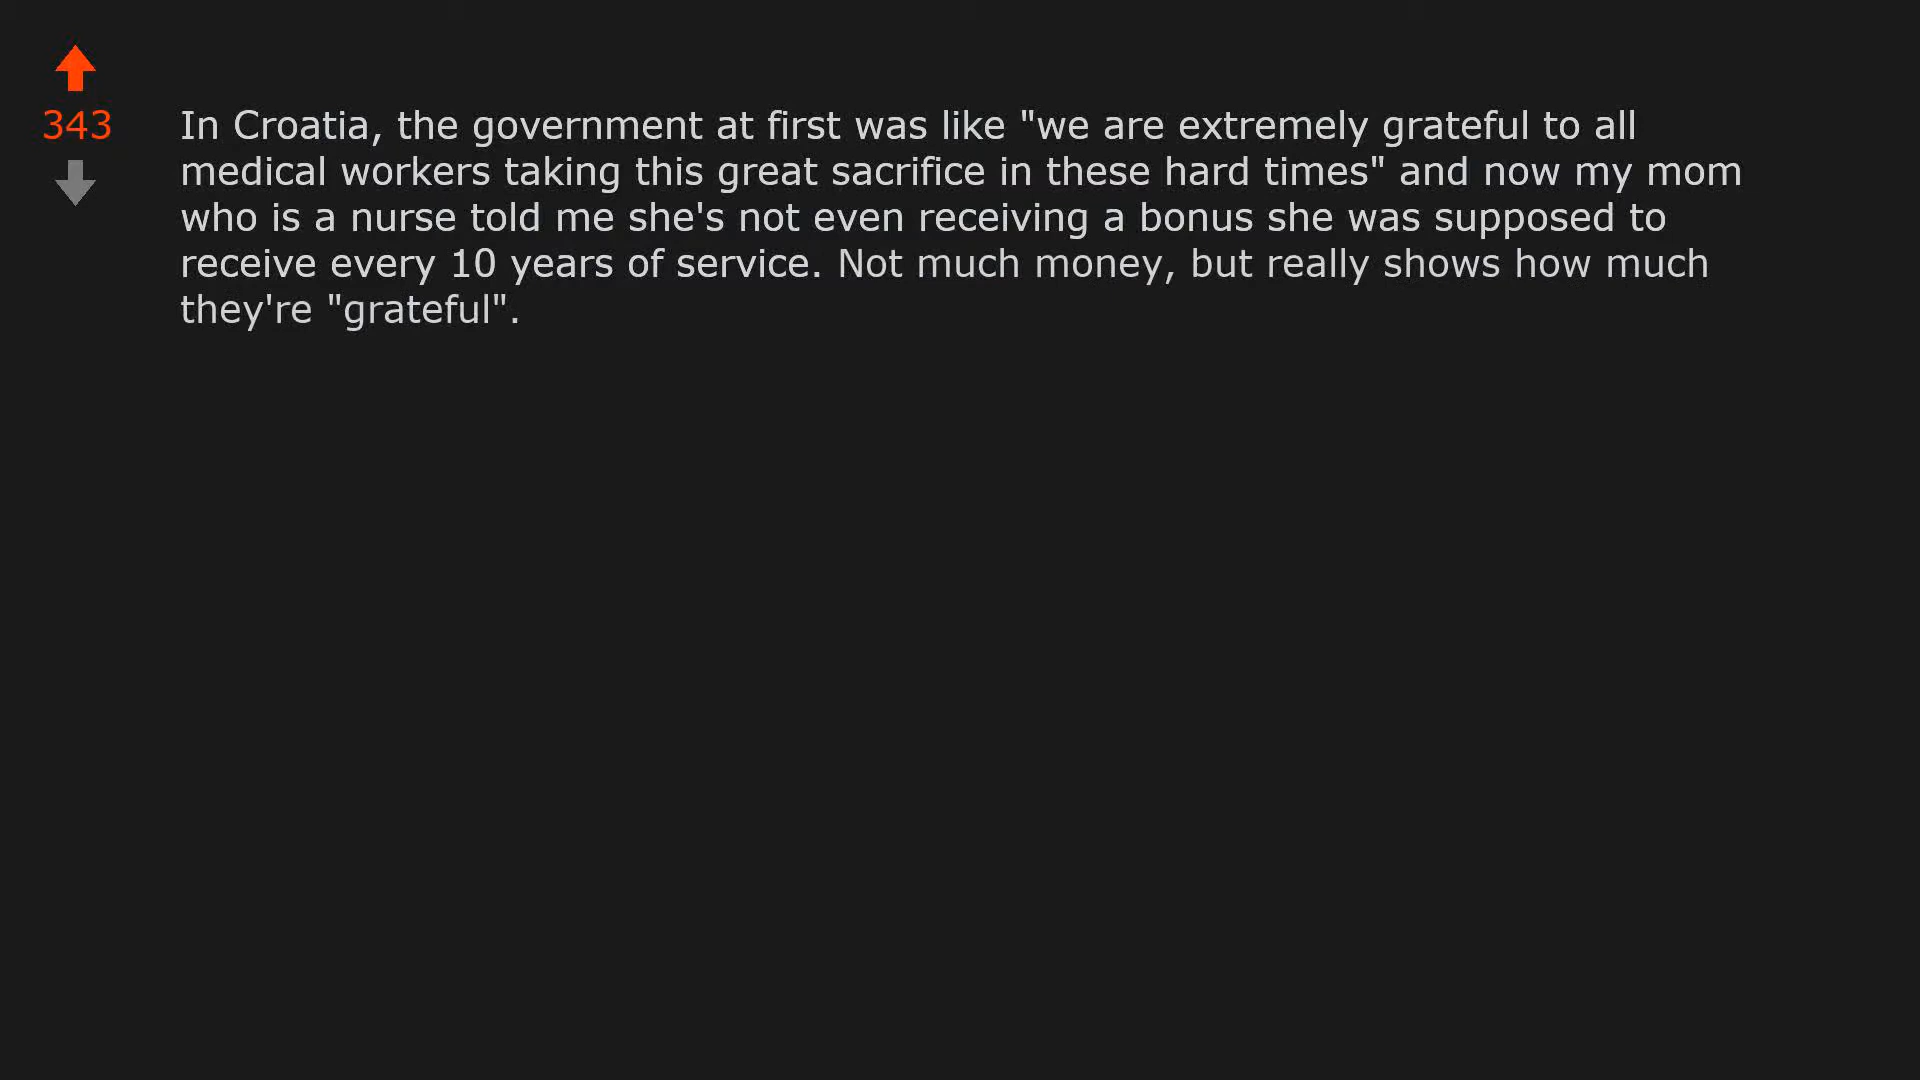 343
In Croatia, the government at first was like "we are extremely grateful to all
medical workers taking this great sacrifice in these hard times" and now my mom
who is a nurse told me she's not even receiving a bonus she was supposed to
receive every 10 years of service. Not much money, but really shows how much
they're "grateful".